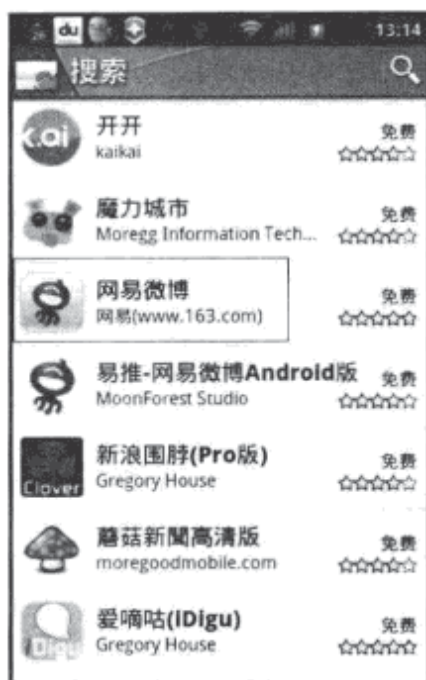 du
13:14
搜索
k.ai
开开
免费
kaikai
魔力城市
免费
Moregg Information Tech...
网易微博
免费
网易(www.163.com)
易推-网易微博Android版
免费
MoonForest Studio
Clover
新浪围脖(Pro版)
免费
Gregory House
蘑菇新聞高清版
免费
moregoodmobile.com
iDigu
爱嘀咕(iDigu)
免费
Gregory House